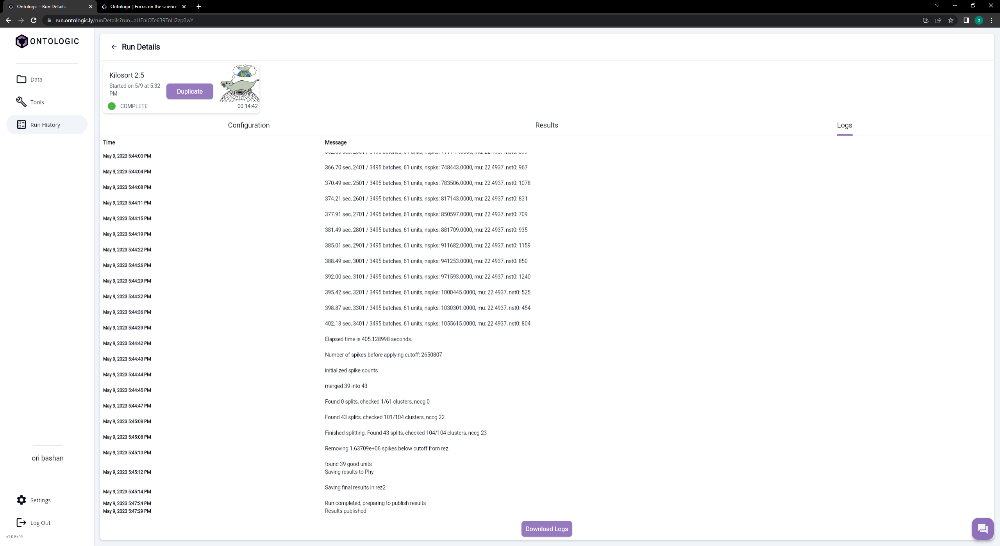 Ontologic - Run Details
Ontologic | Focus on the science,
run.ontologic.ly/runDetails?run=aHEniOTe639TnH2zp0wY
ONTOLOGIC
Data
Tools
Run History
ori bashan
Settings
Log Out
v1.0.5-r09
Run Details
Kilosort 2.5
Started on 5/9 at 5:32
PM
Duplicate
COMPLETE
00:14:42
Configuration
Results
Logs
Time
Message
May 9, 2023 5:44:00 PM
May 9, 2023 5:44:04 PM
366.70 sec, 2401 / 3495 batches, 61 units, nspks: 748443.0000, mu: 22.4937, nst0: 967
May 9, 2023 5:44:08 PM
370.49 sec, 2501 / 3495 batches, 61 units, nspks: 783506.0000, mu: 22.4937, nst0: 1078
May 9, 2023 5:44:11 PM
374.21 sec, 2601 / 3495 batches, 61 units, nspks: 817143.0000, mu: 22.4937, nst0: 831
May 9, 2023 5:44:15 PM
377.91 sec, 2701 / 3495 batches, 61 units, nspks: 850597.0000, mu: 22.4937, nst0: 709
May 9, 2023 5:44:19 PM
381.49 sec, 2801 / 3495 batches, 61 units, nspks: 881709.0000, mu: 22.4937, nst0: 935
May 9, 2023 5:44:22 PM
385.01 sec, 2901 / 3495 batches, 61 units, nspks: 911682.0000, mu: 22.4937, nst0: 1159
May 9, 2023 5:44:26 PM
388.49 sec, 3001 / 3495 batches, 61 units, nspks: 941253.0000, mu: 22.4937, nst0: 850
May 9, 2023 5:44:29 PM
392.00 sec, 3101 / 3495 batches, 61 units, nspks: 971593.0000, mu: 22.4937, nst0: 1240
May 9, 2023 5:44:32 PM
395.42 sec, 3201 / 3495 batches, 61 units, nspks: 1000445.0000, mu: 22.4937, nst0: 525
May 9, 2023 5:44:36 PM
398.87 sec, 3301 / 3495 batches, 61 units, nspks: 1030301.0000, mu: 22.4937, nst0: 454
May 9, 2023 5:44:39 PM
402.13 sec, 3401 / 3495 batches, 61 units, nspks: 1055615.0000, mu: 22.4937, nst0: 804
May 9, 2023 5:44:42 PM
Elapsed time is 405.128998 seconds.
May 9, 2023 5:44:43 PM
Number of spikes before applying cutoff: 2650807
May 9, 2023 5:44:44 PM
initialized spike counts
May 9, 2023 5:44:45 PM
merged 39 into 43
May 9, 2023 5:44:47 PM
Found 0 splits, checked 1/61 clusters, nccg 0
May 9, 2023 5:45:08 PM
Found 43 splits, checked 101/104 clusters, nccg 22
May 9, 2023 5:45:08 PM
Finished splitting. Found 43 splits, checked 104/104 clusters, nccg 23
May 9, 2023 5:45:10 PM
Removing 1.63709e+06 spikes below cutoff from rez.
May 9, 2023 5:45:12 PM
found 39 good units
Saving results to Phy
May 9, 2023 5:45:14 PM
Saving final results in rez2
May 9, 2023 5:47:24 PM
Run completed, preparing to publish results
May 9, 2023 5:47:29 PM
Results published
Download Logs